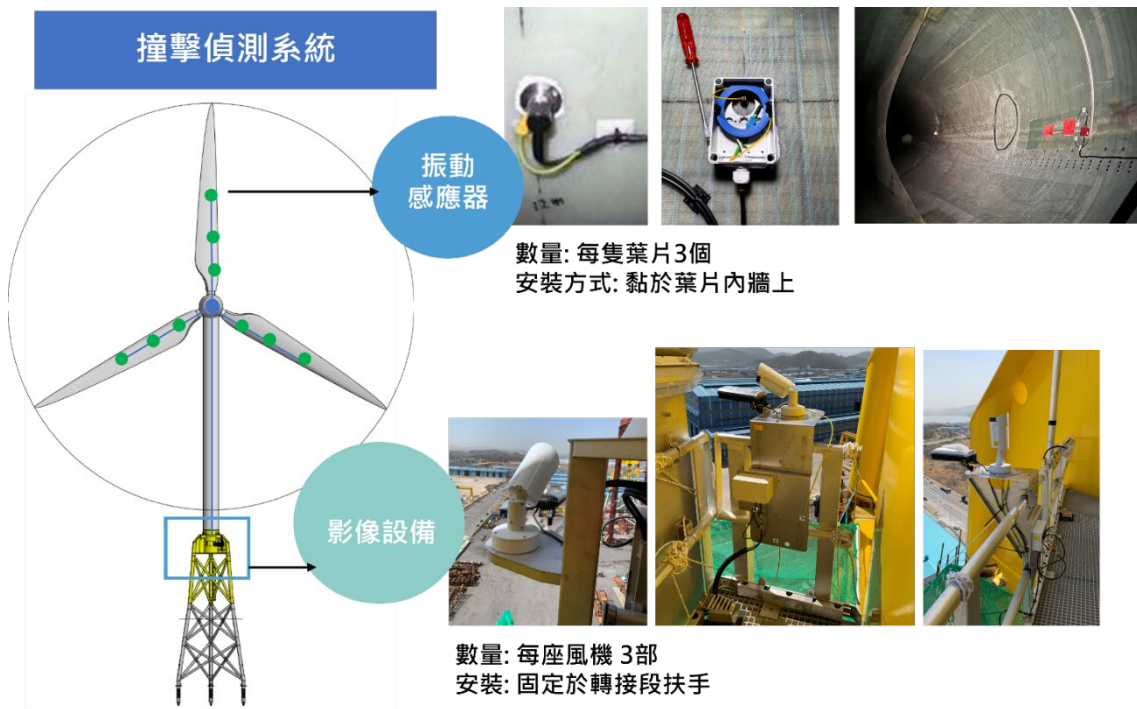 撞擊偵測系統
振動
感應器
12m
數量: 每隻葉片3個
安裝方式: 黏於葉片內牆上
影像設備
數量: 每座風機 3部
安裝: 固定於轉接段扶手